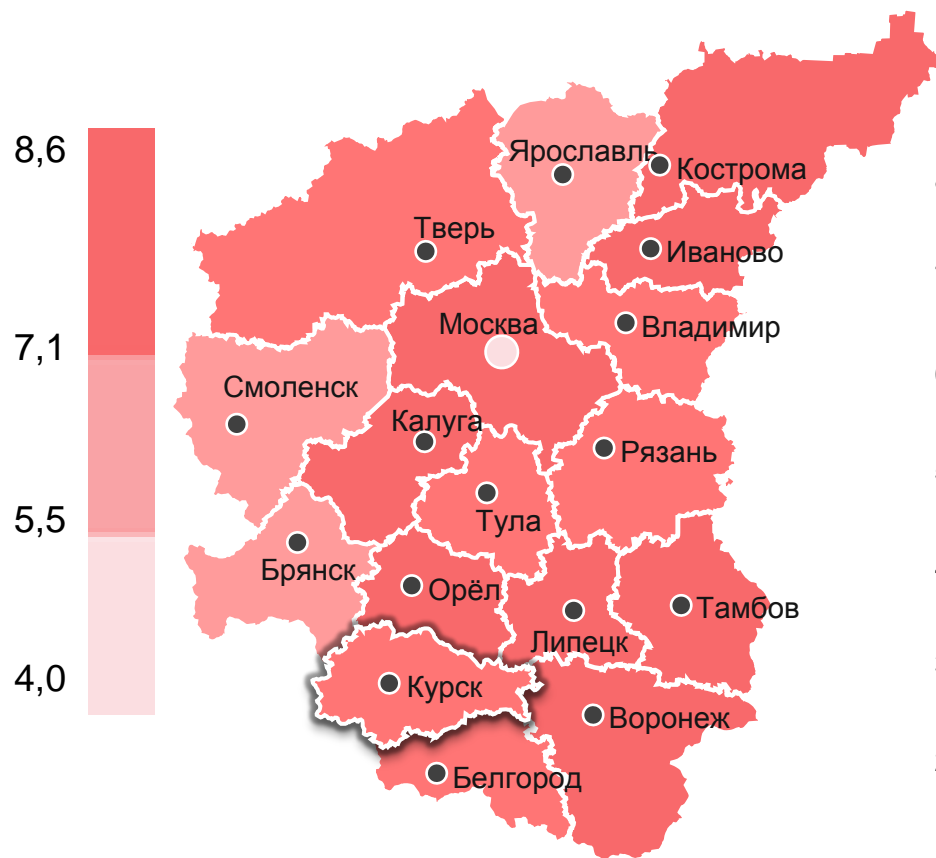 8,6
7,1
5,5
4,0
Ярославль
Кострома
Тверь
Иваново
Москва
Владимир
Смоленск
Калуга
Рязань
Тула
Брянск
Орёл
Тамбов
Липецк
Курск
Воронеж
Белгород